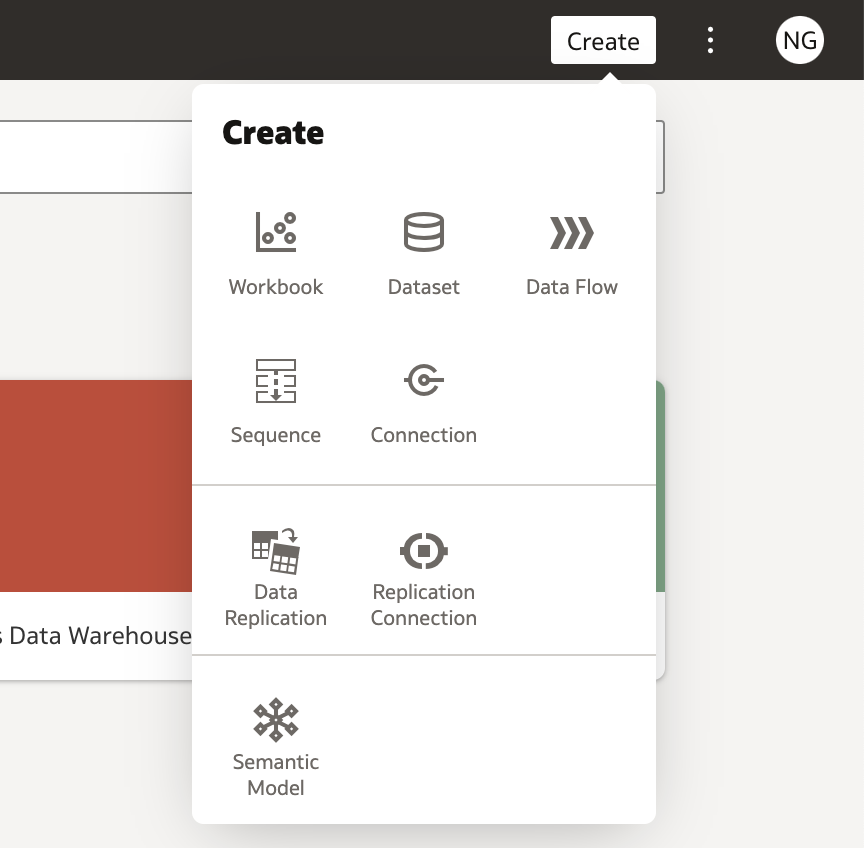 Create
NG
Create
Workbook
Dataset
Data Flow
Sequence
Connection
Data
Replication
Replication
Connection
s Data Warehouse
Semantic
Model